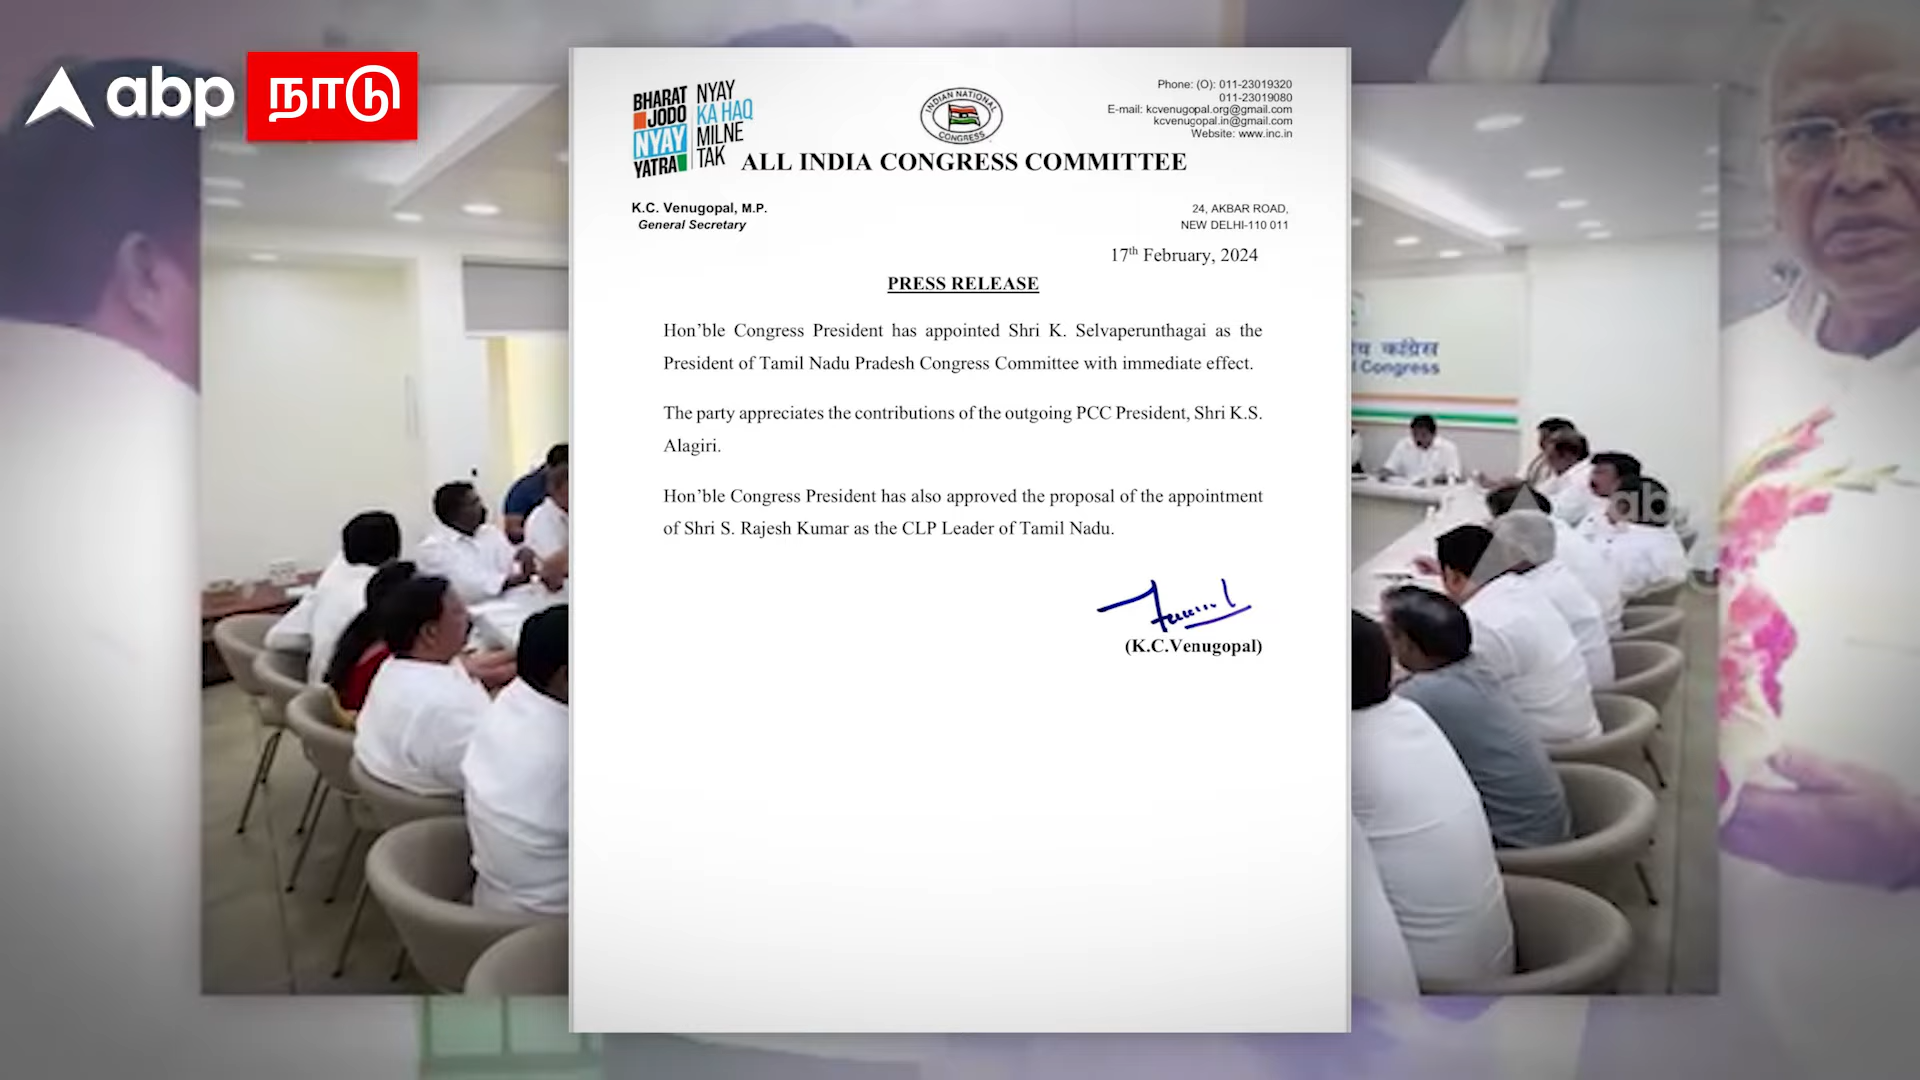 abp நாடு
BHARAT
JODO
NYAY
YATRA
NYAY
KA HAQ
MILNE
TAK
INDIAN NATIONAL
CONGRESS
Phone: (O): 011-23019320
011-23019080
E-mail: kcvenugopal.org@gmail.com
kcvenugopal.in@gmail.com
Website: www.inc.in
ALL INDIA CONGRESS COMMITTEE
K.C. Venugopal, M.P.
General Secretary
24, AKBAR ROAD,
NEW DELHI-110 011
17th February, 2024
PRESS RELEASE
Hon’ble Congress President has appointed Shri K. Selvaperunthagai as the
President of Tamil Nadu Pradesh Congress Committee with immediate effect.
The party appreciates the contributions of the outgoing PCC President, Shri K.S.
Alagiri.
Hon’ble Congress President has also approved the proposal of the appointment
of Shri S. Rajesh Kumar as the CLP Leader of Tamil Nadu.
(K.C.Venugopal)
कांग्रेस
Congress
abp